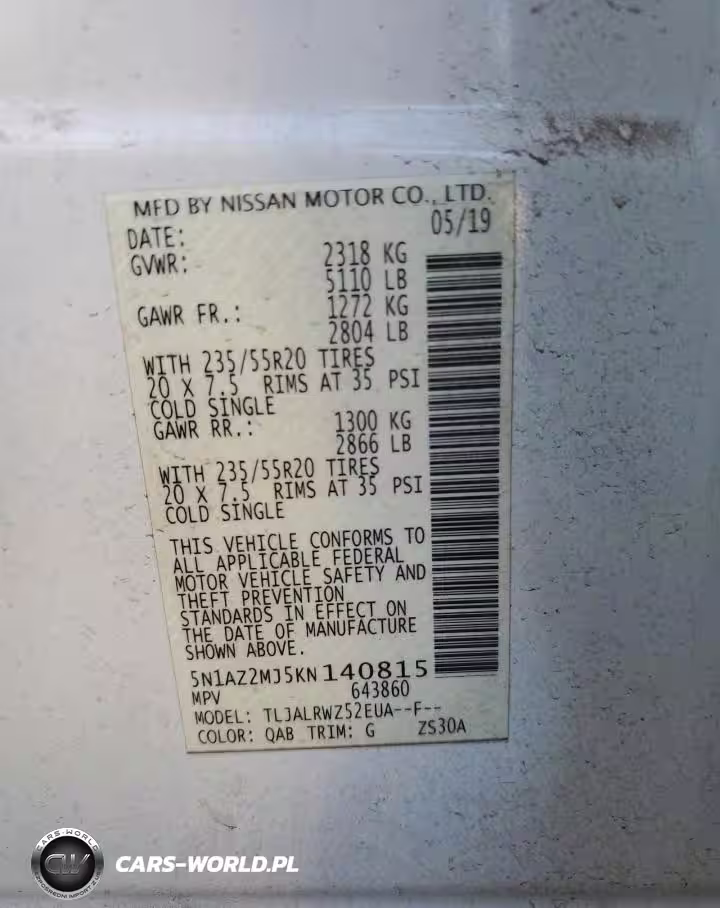 MFD BY NISSAN MOTOR CO., LTD.
DATE: 05/19
GVWR: 2318 KG
5110 LB
GAWR FR.: 1272 KG
2804 LB
WITH 235/55R20 TIRES
20 X 7.5 RIMS AT 35 PSI
COLD SINGLE
GAWR RR.: 1300 KG
2866 LB
WITH 235/55R20 TIRES
20 X 7.5 RIMS AT 35 PSI
COLD SINGLE
THIS VEHICLE CONFORMS TO
ALL APPLICABLE FEDERAL
MOTOR VEHICLE SAFETY AND
THEFT PREVENTION
STANDARDS IN EFFECT ON
THE DATE OF MANUFACTURE
SHOWN ABOVE.
5N1AZ2MJ5KN140815
MPV 643860
MODEL: TLJALRWZ52EUA--F--
COLOR: QAB TRIM: G ZS30A
CARS-WORLD
CW
CARS-WORLD.PL